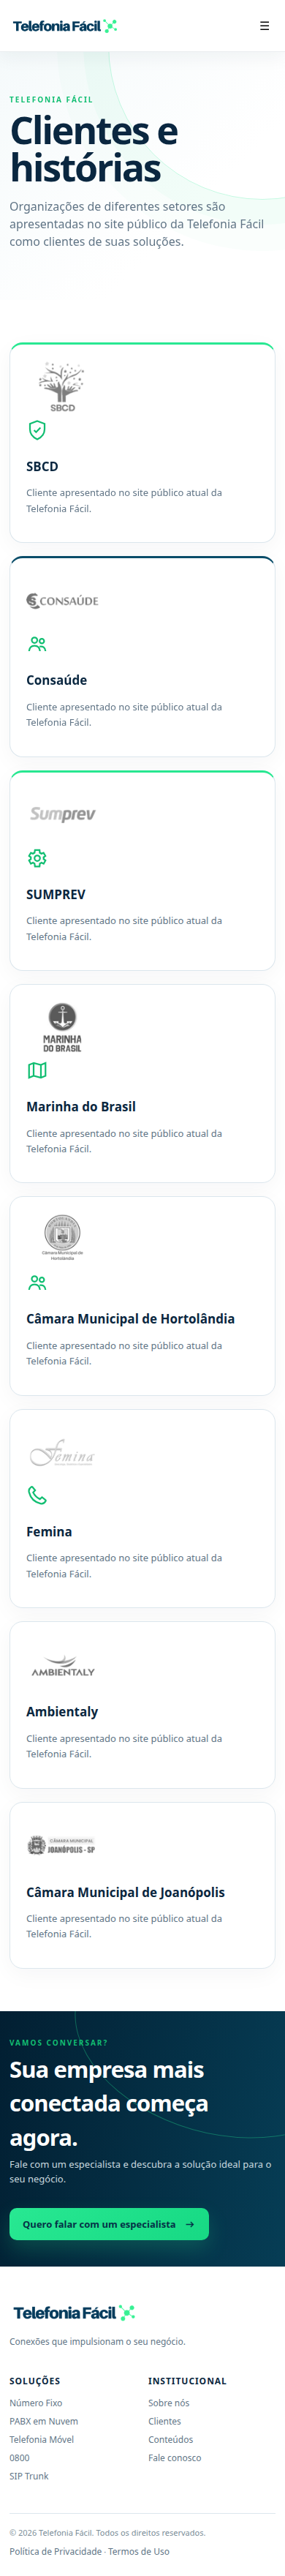 Telefonia Fácil
☰
TELEFONIA FÁCIL
Clientes e
histórias
Organizações de diferentes setores são
apresentadas no site público da Telefonia Fácil
como clientes de suas soluções.
SBCD
SBCD
Cliente apresentado no site público atual da
Telefonia Fácil.
CONSAÚDE
Consaúde
Cliente apresentado no site público atual da
Telefonia Fácil.
Sumprev
SUMPREV
Cliente apresentado no site público atual da
Telefonia Fácil.
MARINHA
DO BRASIL
Marinha do Brasil
Cliente apresentado no site público atual da
Telefonia Fácil.
Câmara Municipal de
Hortolândia
Câmara Municipal de Hortolândia
Cliente apresentado no site público atual da
Telefonia Fácil.
Femina
Femina
Cliente apresentado no site público atual da
Telefonia Fácil.
AMBIENTALY
Ambientaly
Cliente apresentado no site público atual da
Telefonia Fácil.
CÂMARA MUNICIPAL
JOANÓPOLIS - SP
Câmara Municipal de Joanópolis
Cliente apresentado no site público atual da
Telefonia Fácil.
VAMOS CONVERSAR?
Sua empresa mais
conectada começa
agora.
Fale com um especialista e descubra a solução ideal para o
seu negócio.
Quero falar com um especialista →
Telefonia Fácil
Conexões que impulsionam o seu negócio.
SOLUÇÕES
Número Fixo
PABX em Nuvem
Telefonia Móvel
0800
SIP Trunk
INSTITUCIONAL
Sobre nós
Clientes
Conteúdos
Fale conosco
© 2026 Telefonia Fácil. Todos os direitos reservados.
Política de Privacidade · Termos de Uso